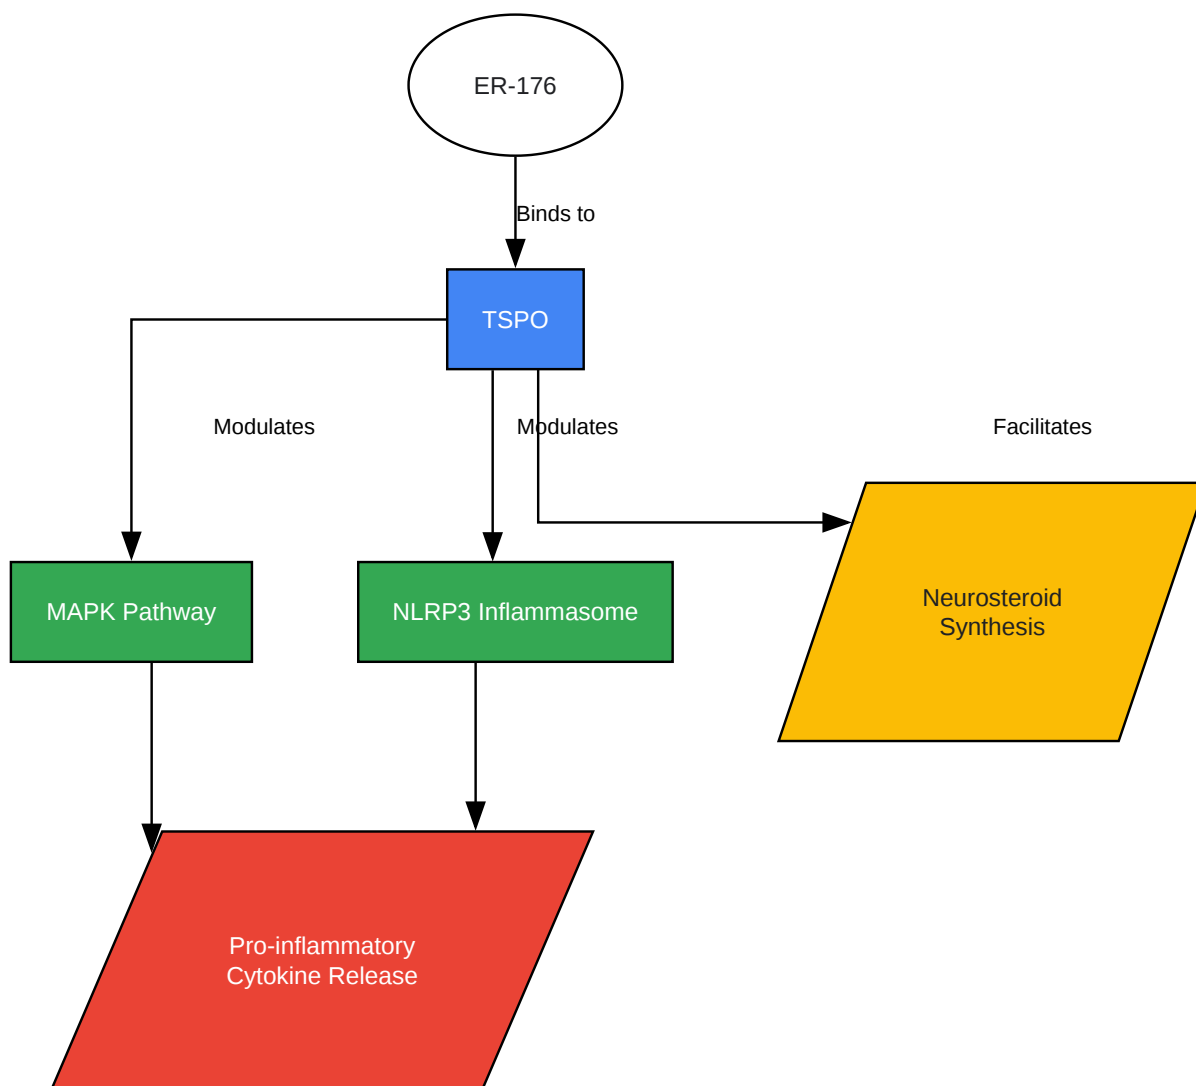 ER-176
Binds to
TSPO
Modulates
Modulates
Facilitates
MAPK Pathway
NLRP3 Inflammasome
Neurosteroid
Synthesis
Pro-inflammatory
Cytokine Release